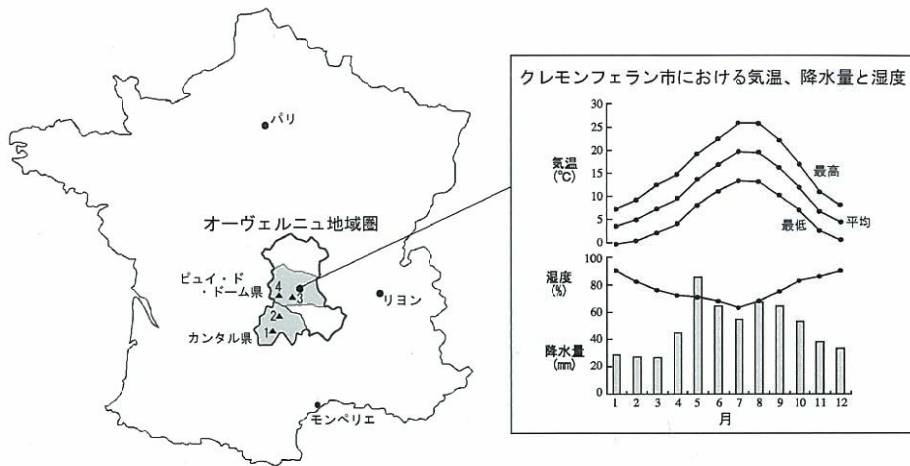 パリ
オーヴェルニュ地域圏
ピュイ・ド
・ドーム県
4
3
リヨン
2
1
カンタル県
モンペリエ
クレモンフェラン市における気温、降水量と湿度
30
25
20
15
10
5
0
気温
(℃)
最高
平均
最低
湿度
(%)
降水量
(mm)
100
80
60
40
20
0
1 2 3 4 5 6 7 8 9 10 11 12
月